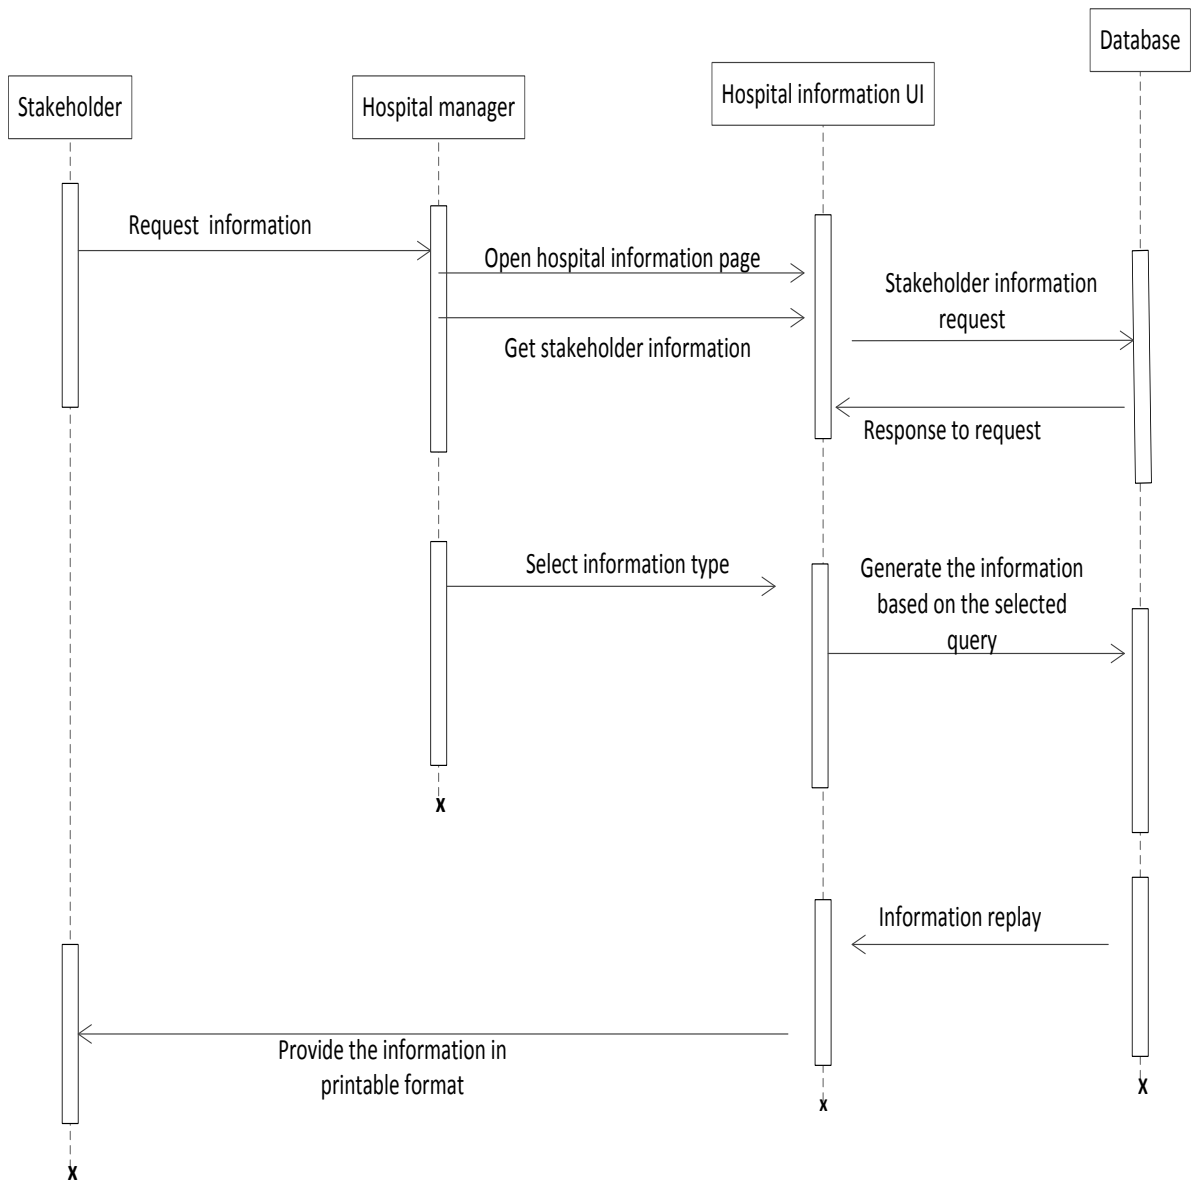 Database
Stakeholder
Hospital manager
Hospital information UI
Request  information
Open hospital information page
Stakeholder information
request
Get stakeholder information
Response to request
Select information type
Generate the information
based on the selected
query
x
Information replay
Provide the information in
printable format
x
x
x